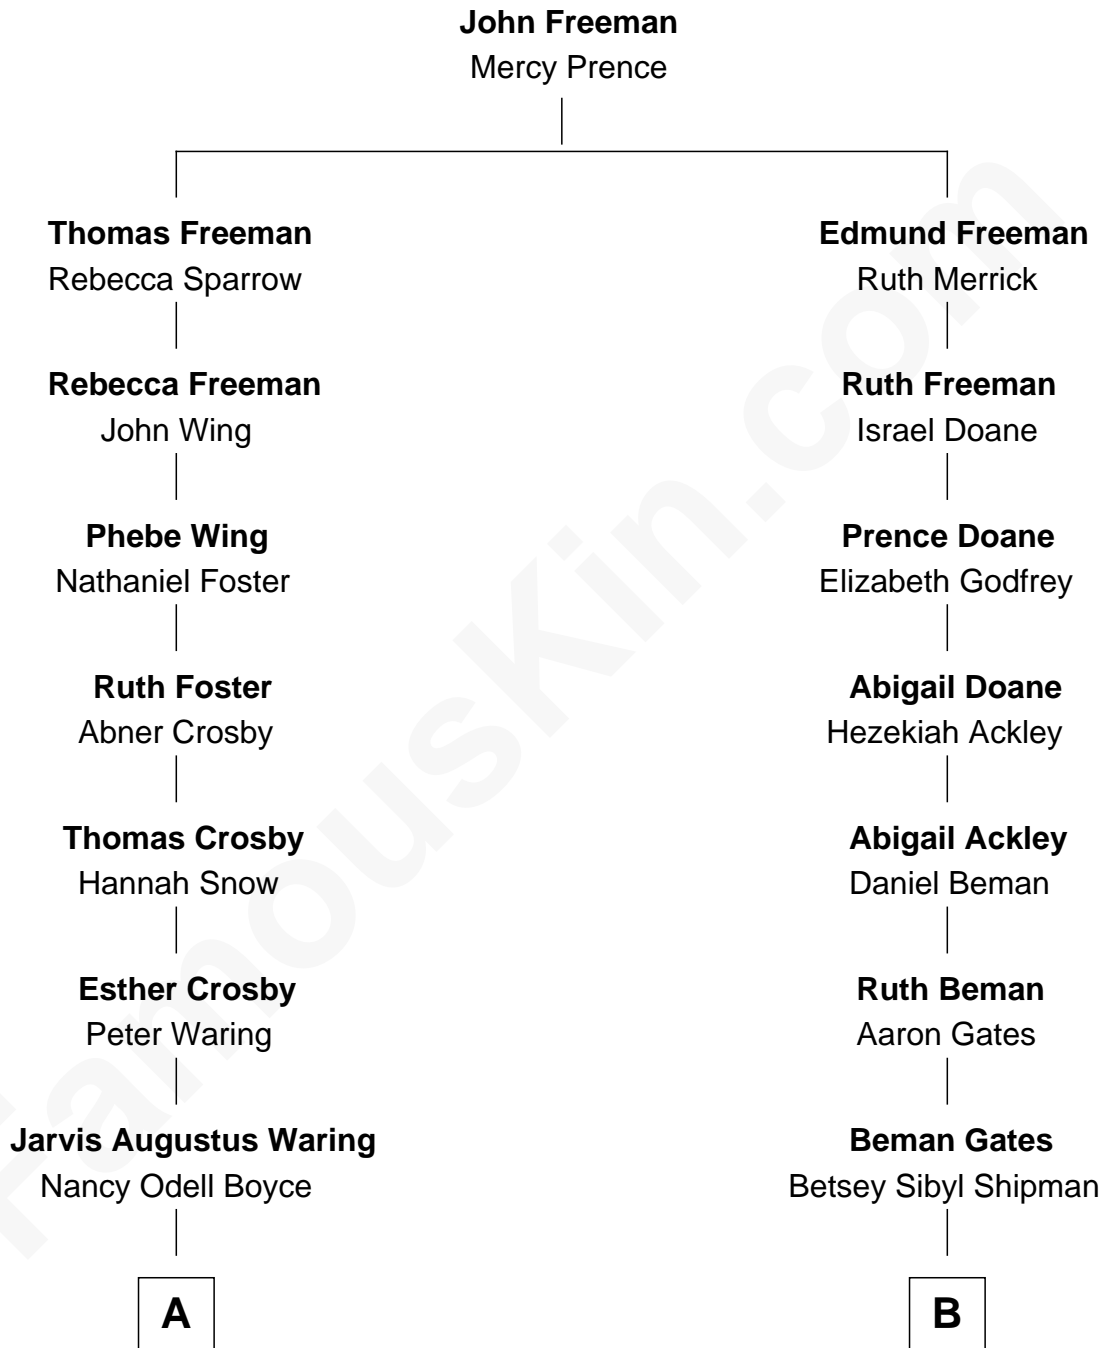 John Freeman
Mercy Prence
Thomas Freeman
Rebecca Sparrow
Edmund Freeman
Ruth Merrick
Rebecca Freeman
John Wing
Ruth Freeman
Israel Doane
Phebe Wing
Nathaniel Foster
Prence Doane
Elizabeth Godfrey
Ruth Foster
Abner Crosby
Abigail Doane
Hezekiah Ackley
Thomas Crosby
Hannah Snow
Abigail Ackley
Daniel Beman
Esther Crosby
Peter Waring
Ruth Beman
Aaron Gates
Jarvis Augustus Waring
Nancy Odell Boyce
Beman Gates
Betsey Sibyl Shipman
A
B
FamousKin.com